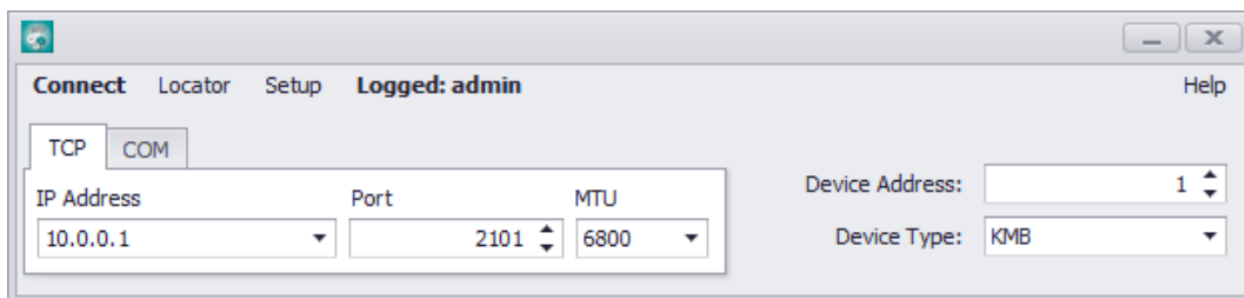 Connect Locator Setup Logged: admin Help
TCP COM
IP Address Port MTU
10.0.0.1 2101 6800
Device Address: 1
Device Type: KMB